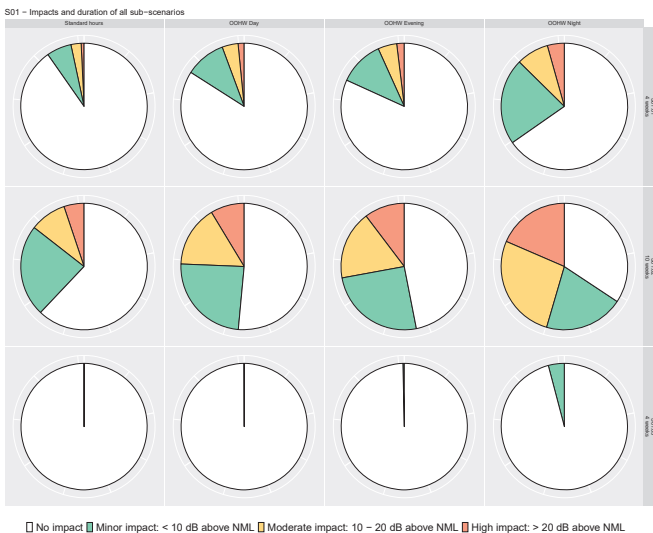 S01 − Impacts and duration of all sub−scenarios
Standard hours
OOHW Day
OOHW Evening
OOHW Night
4 weeks
10 weeks
4 weeks
No impact Minor impact: < 10 dB above NML Moderate impact: 10 − 20 dB above NML High impact: > 20 dB above NML